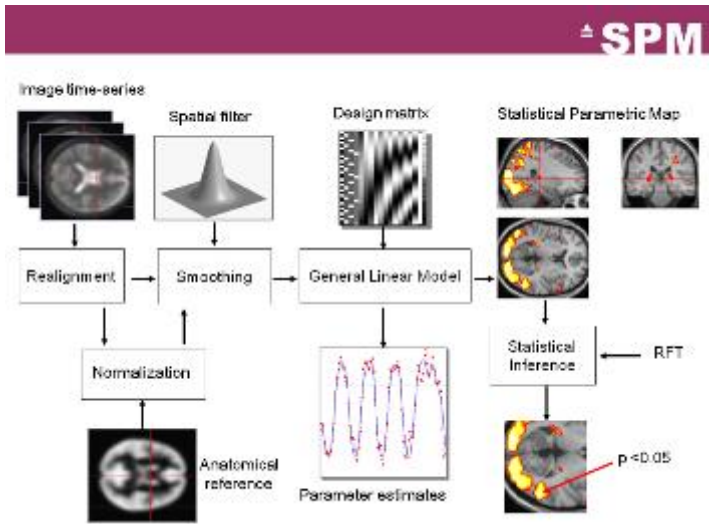 SPM
Image time-series
Spatial filter
Design matrix
Statistical Parametric Map
Realignment
Smoothing
General Linear Model
Normalization
Statistical
Inference
RFT
Anatomical
reference
Parameter estimates
p <0.05